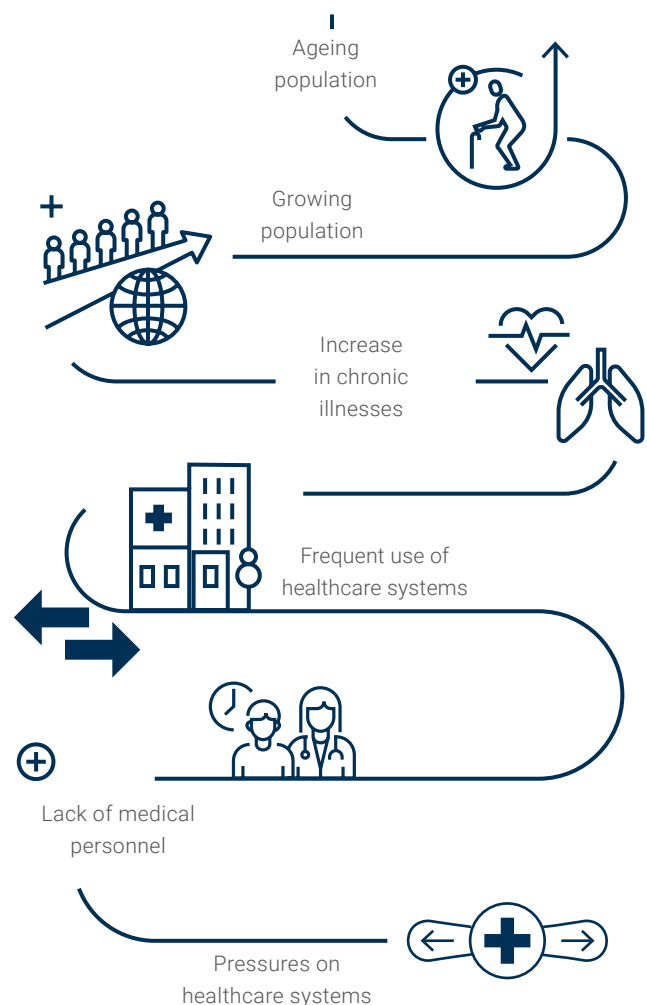 Ageing
population
Growing
population
Increase
in chronic
illnesses
Frequent use of
healthcare systems
Lack of medical
personnel
Pressures on
healthcare systems